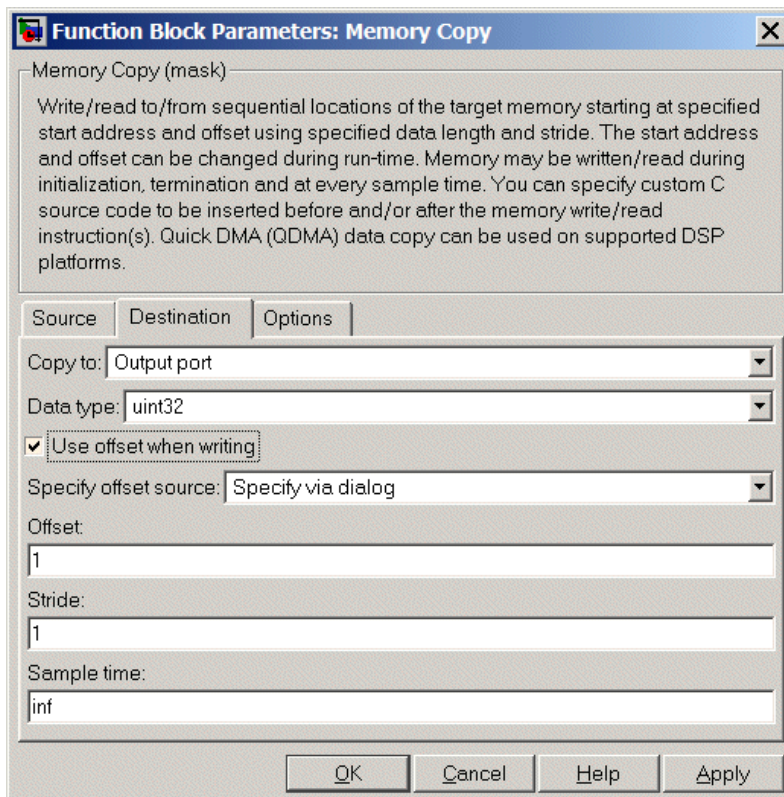 Function Block Parameters: Memory Copy
Memory Copy (mask)
Write/read to/from sequential locations of the target memory starting at specified
start address and offset using specified data length and stride. The start address
and offset can be changed during run-time. Memory may be written/read during
initialization, termination and at every sample time. You can specify custom C
source code to be inserted before and/or after the memory write/read
instruction(s). Quick DMA (QDMA) data copy can be used on supported DSP
platforms.
Source Destination Options
Copy to: Output port
Data type: uint32
Use offset when writing
Specify offset source: Specify via dialog
Offset:
1
Stride:
1
Sample time:
inf
OK Cancel Help Apply